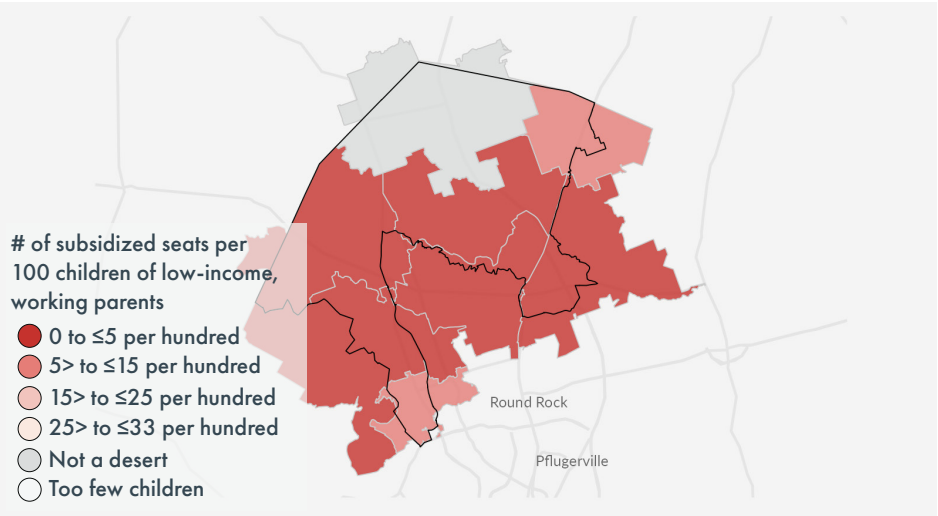 # of subsidized seats per
100 children of low-income,
working parents
0 to ≤5 per hundred
5> to ≤15 per hundred
15> to ≤25 per hundred
25> to ≤33 per hundred
Not a desert
Too few children
Round Rock
Pflugerville